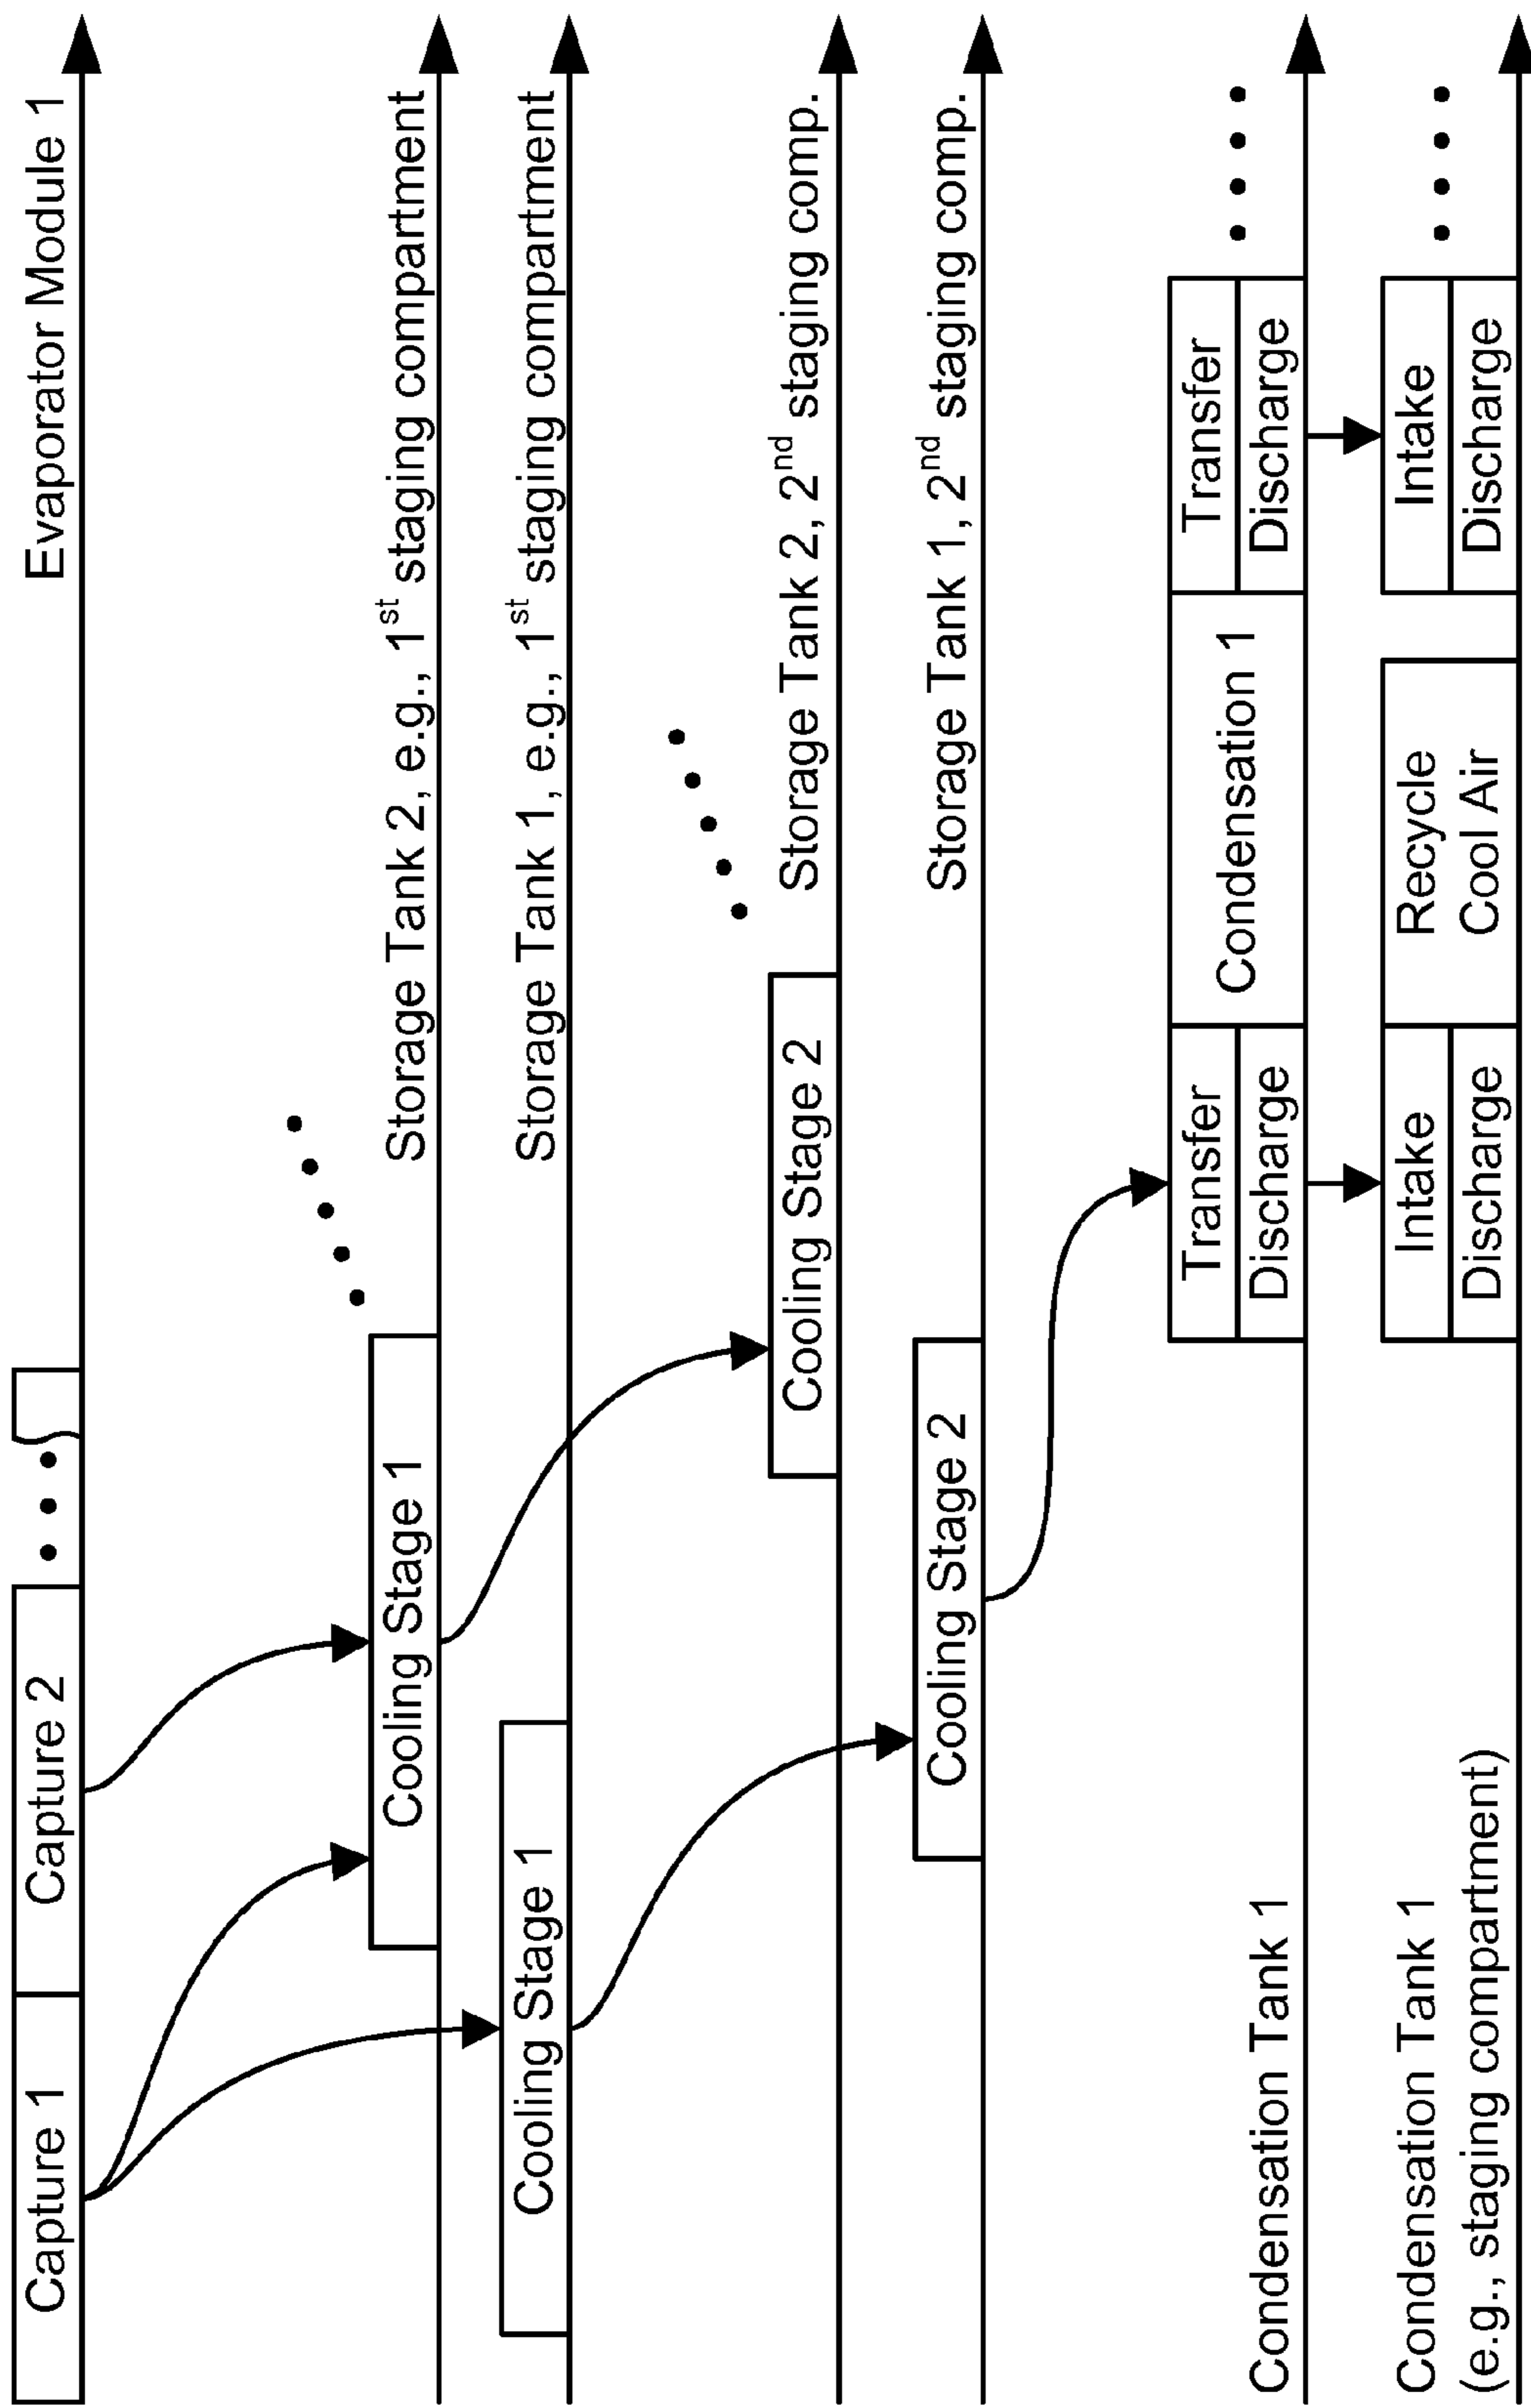 Capture 1
Capture 2
Evaporator Module 1
Cooling Stage 1
Storage Tank 2, e.g., 1st staging compartment
Cooling Stage 1
Storage Tank 1, e.g., 1st staging compartment
Cooling Stage 2
Storage Tank 2, 2nd staging comp.
Cooling Stage 2
Storage Tank 1, 2nd staging comp.
Condensation Tank 1
Transfer
Discharge
Condensation 1
Transfer
Discharge
Condensation Tank 1
(e.g., staging compartment)
Intake
Discharge
Recycle
Cool Air
Intake
Discharge